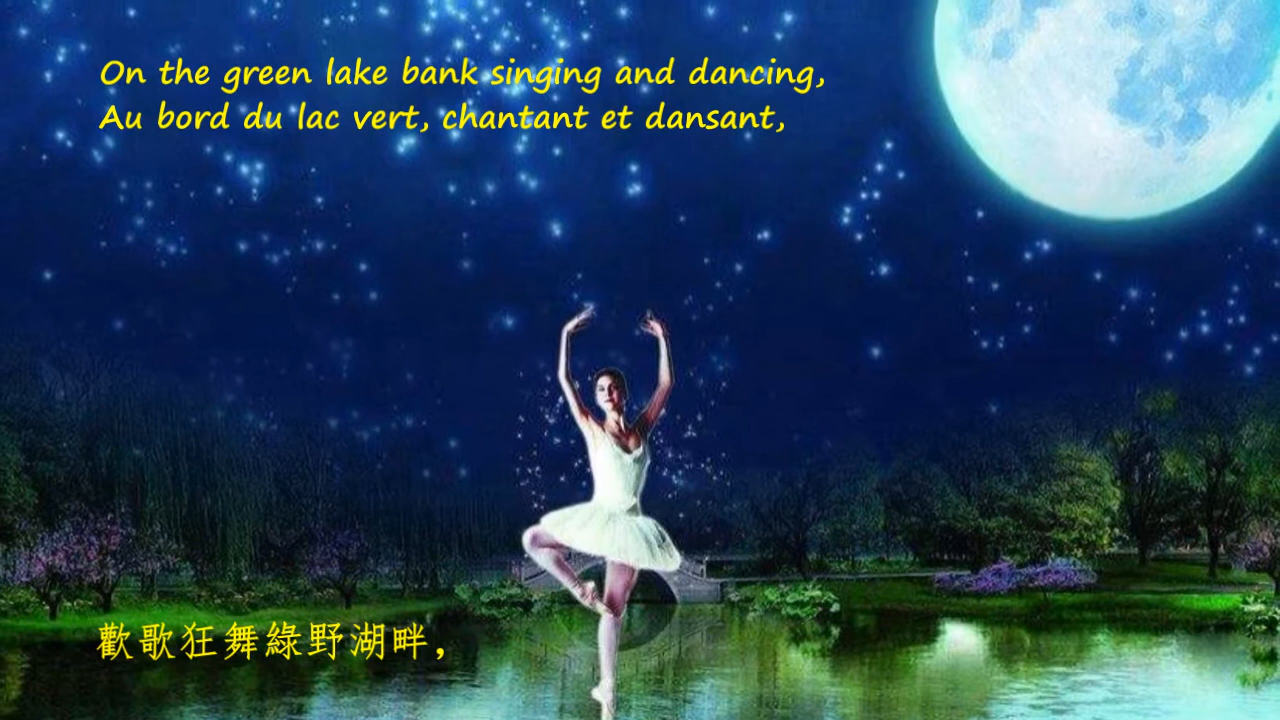 On the green lake bank singing and dancing,
Au bord du lac vert, chantant et dansant,
歡歌狂舞綠野湖畔，